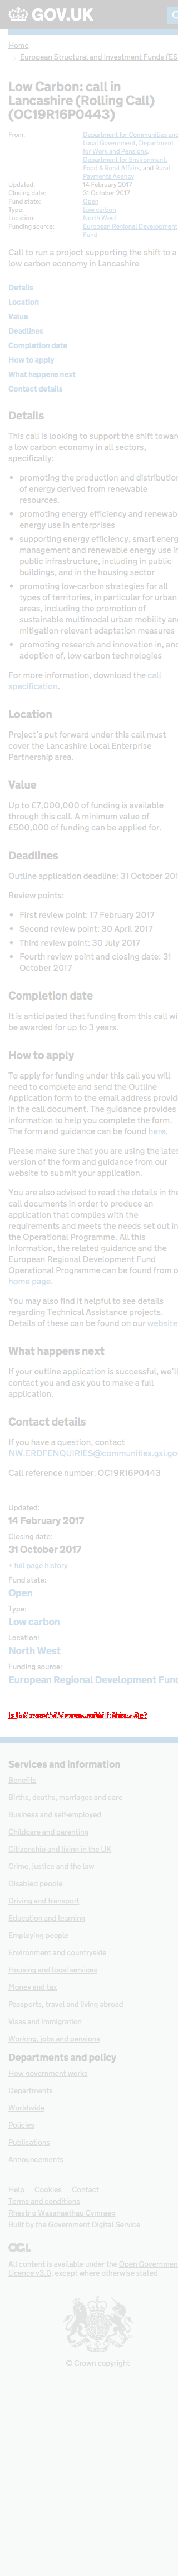 GOV.UK
Home
European Structural and Investment Funds (ES
Low Carbon: call in
Lancashire (Rolling Call)
(OC19R16P0443)
From: Department for Communities and
Local Government, Department
for Work and Pensions,
Department for Environment,
Food & Rural Affairs, and Rural
Payments Agency
Updated: 14 February 2017
Closing date: 31 October 2017
Fund state: Open
Type: Low carbon
Location: North West
Funding source: European Regional Development
Fund
Call to run a project supporting the shift to a
low carbon economy in Lancashire
Details
Location
Value
Deadlines
Completion date
How to apply
What happens next
Contact details
Details
This call is looking to support the shift toward
a low carbon economy in all sectors,
specifically:
• promoting the production and distribution
of energy derived from renewable
resources.
• promoting energy efficiency and renewable
energy use in enterprises
• supporting energy efficiency, smart energy
management and renewable energy use in
public infrastructure, including in public
buildings, and in the housing sector
• promoting low-carbon strategies for all
types of territories, in particular for urban
areas, including the promotion of
sustainable multimodal urban mobility and
mitigation-relevant adaptation measures
• promoting research and innovation in, and
adoption of, low-carbon technologies
For more information, download the call
specification.
Location
Project's put forward under this call must
cover the Lancashire Local Enterprise
Partnership area.
Value
Up to £7,000,000 of funding is available
through this call. A minimum value of
£500,000 of funding can be applied for.
Deadlines
Outline application deadline: 31 October 201
Review points:
• First review point: 17 February 2017
• Second review point: 30 April 2017
• Third review point: 30 July 2017
• Fourth review point and closing date: 31
October 2017
Completion date
It is anticipated that funding from this call will
be awarded for up to 3 years.
How to apply
To apply for funding under this call you will
need to complete and send the Outline
Application form to the email address provid
in the call document. The guidance provides
information to help you complete the form.
The form and guidance can be found here.
Please make sure that you are using the later
version of the form and guidance from our
website to submit your application.
You are also advised to read the details in the
call documents in order to produce an
application that complies with the
requirements and meets the needs set out in
the Operational Programme. All this
information, the related guidance and the
European Regional Development Fund
Operational Programme can be found from o
home page.
You may also find it helpful to see details
regarding Technical Assistance projects.
Details of these can be found on our website
What happens next
If your outline application is successful, we'll
contact you and ask you to make a full
application.
Contact details
If you have a question, contact
NW.ERDFENQUIRIES@communities.gsi.go
Call reference number: OC19R16P0443
Updated:
14 February 2017
Closing date:
31 October 2017
+ full page history
Fund state:
Open
Type:
Low carbon
Location:
North West
Funding source:
European Regional Development Fund
Services and information
Benefits
Births, deaths, marriages and care
Business and self-employed
Childcare and parenting
Citizenship and living in the UK
Crime, justice and the law
Disabled people
Driving and transport
Education and learning
Employing people
Environment and countryside
Housing and local services
Money and tax
Passports, travel and living abroad
Visas and immigration
Working, jobs and pensions
Departments and policy
How government works
Departments
Worldwide
Policies
Publications
Announcements
Help Cookies Contact
Terms and conditions
Rhestr o Wasanaethau Cymraeg
Built by the Government Digital Service
OGL
All content is available under the Open Government
Licence v3.0, except where otherwise stated
© Crown copyright